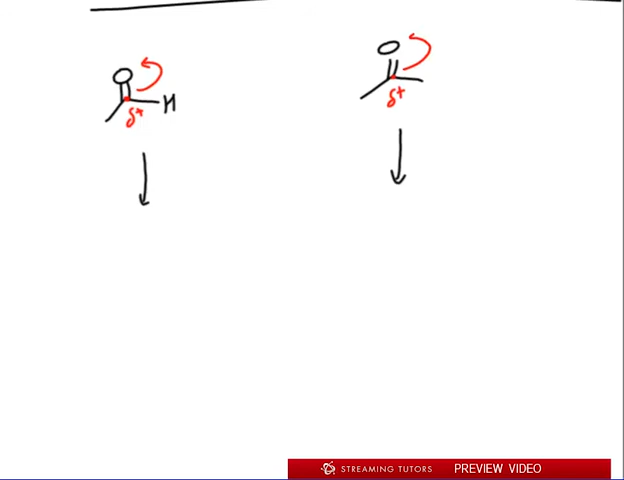 O
O
H
δ+
δ+
STREAMING TUTORS PREVIEW VIDEO